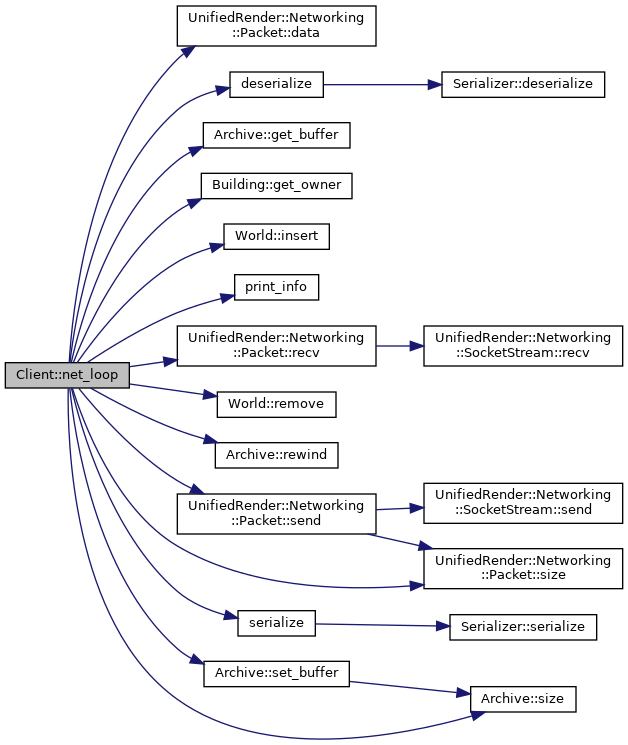 UnifiedRender::Networking
::Packet::data
deserialize
Serializer::deserialize
Archive::get_buffer
Building::get_owner
World::insert
print_info
UnifiedRender::Networking
::Packet::recv
UnifiedRender::Networking
::SocketStream::recv
Client::net_loop
World::remove
Archive::rewind
UnifiedRender::Networking
::Packet::send
UnifiedRender::Networking
::SocketStream::send
UnifiedRender::Networking
::Packet::size
serialize
Serializer::serialize
Archive::set_buffer
Archive::size